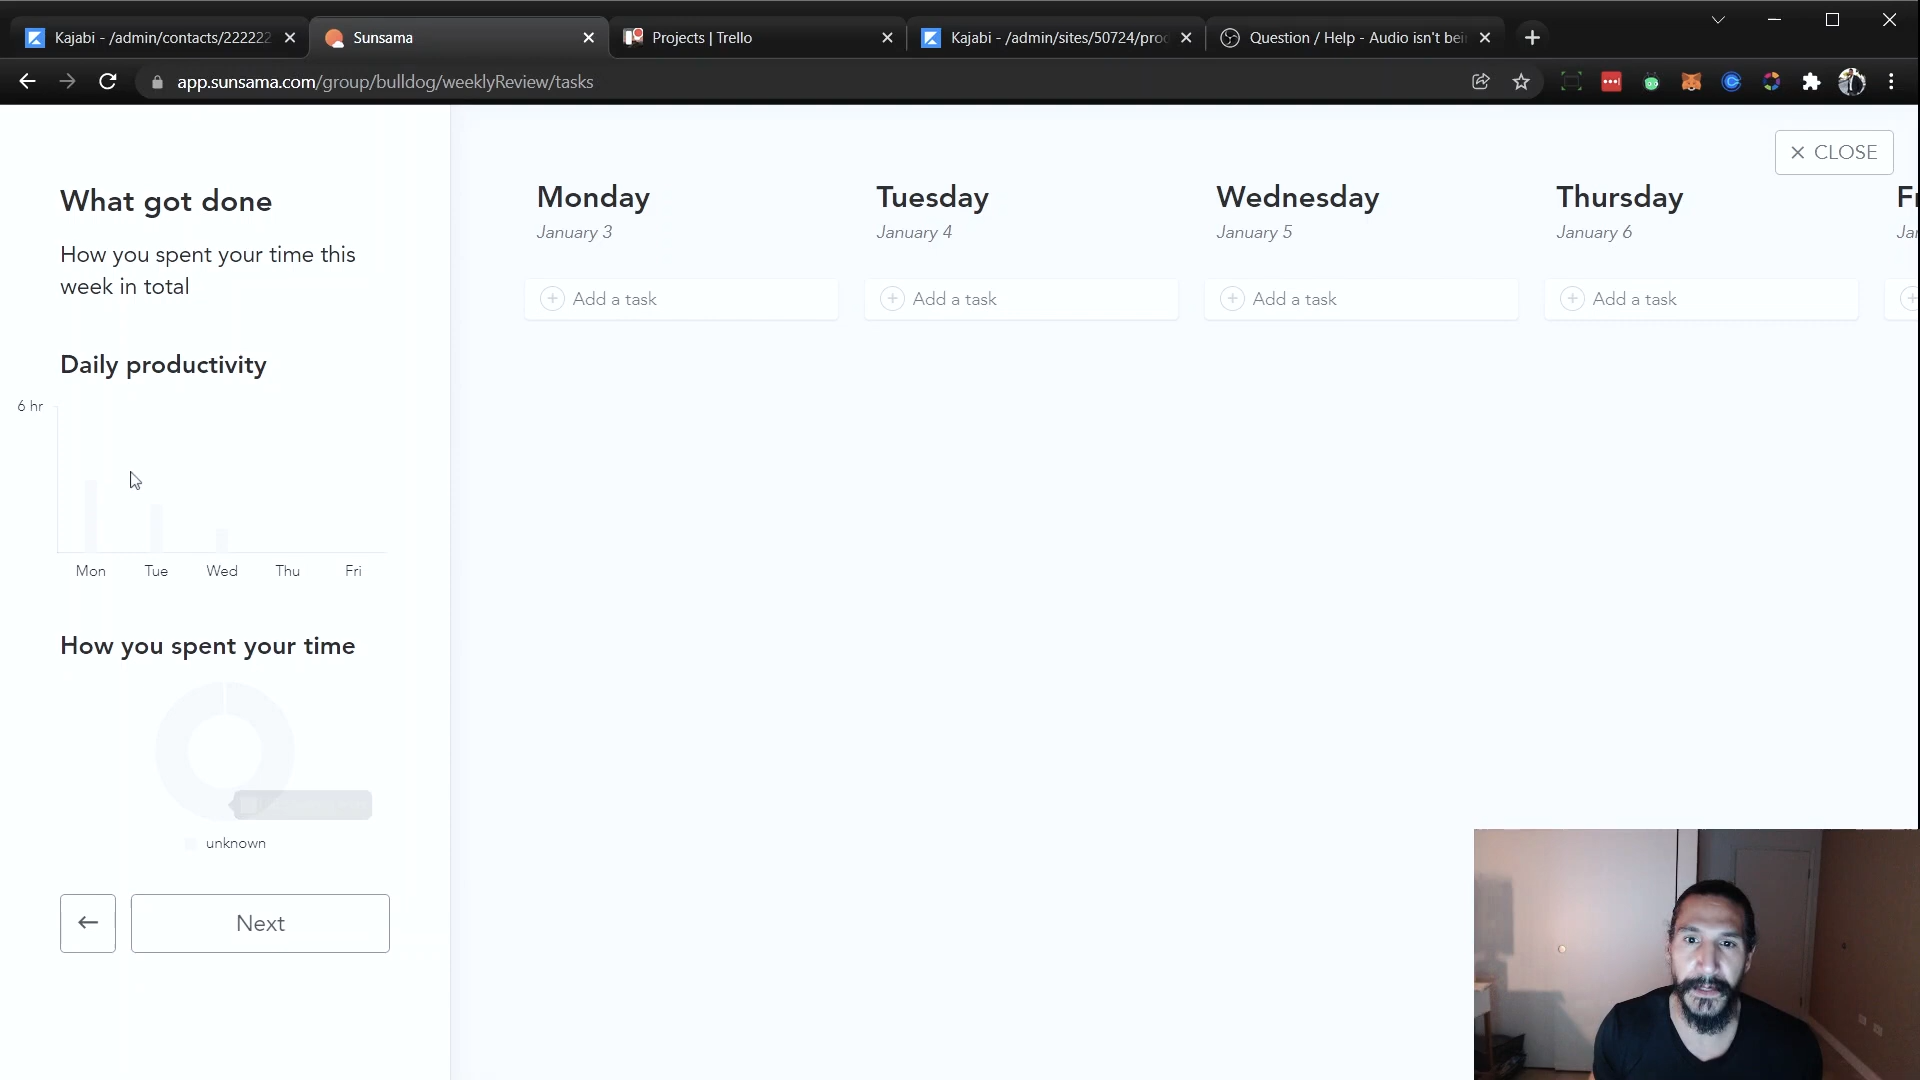 Kajabi - /admin/contacts/222222
Sunsama
Projects | Trello
Kajabi - /admin/sites/50724/pro
Question / Help - Audio isn't bei
app.sunsama.com/group/bulldog/weeklyReview/tasks
CLOSE
What got done
How you spent your time this
week in total
Daily productivity
6 hr
Mon Tue Wed Thu Fri
How you spent your time
unknown
Next
Monday
January 3
Add a task
Tuesday
January 4
Add a task
Wednesday
January 5
Add a task
Thursday
January 6
Add a task